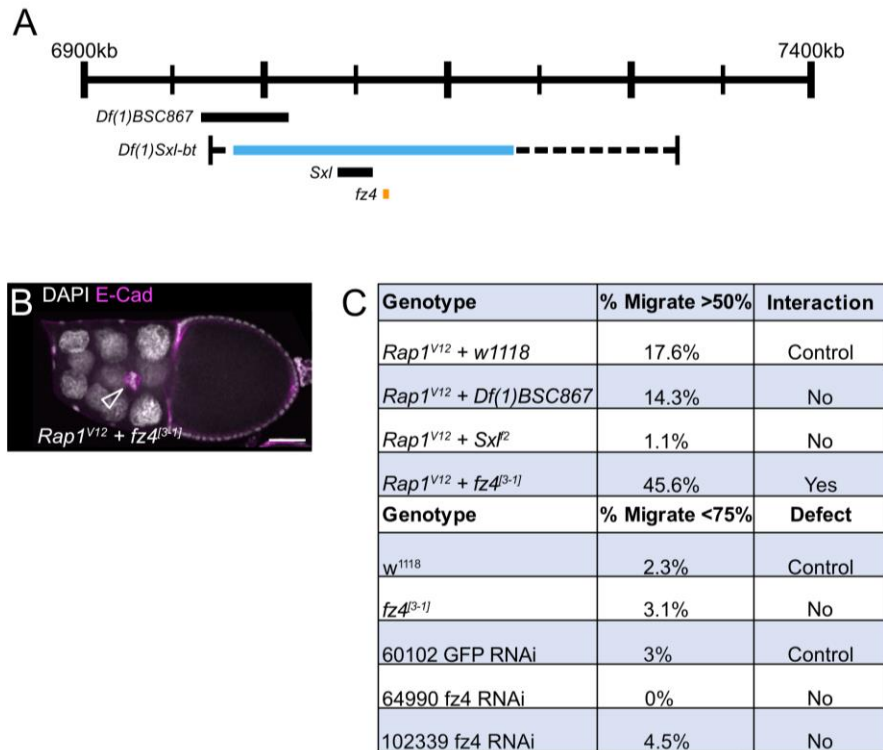 A
6900kb 7400kb
Df(1)BSC867
Df(1)Sxl-bt
Sxl
fz4
B DAPI E-Cad
Rap1V12 + fz4[3-1]
C
Genotype % Migrate >50% Interaction
Rap1V12 + w1118 17.6% Control
Rap1V12 + Df(1)BSC867 14.3% No
Rap1V12 + Sxlf2 1.1% No
Rap1V12 + fz4[3-1] 45.6% Yes
Genotype % Migrate <75% Defect
w1118 2.3% Control
fz4[3-1] 3.1% No
60102 GFP RNAi 3% Control
64990 fz4 RNAi 0% No
102339 fz4 RNAi 4.5% No